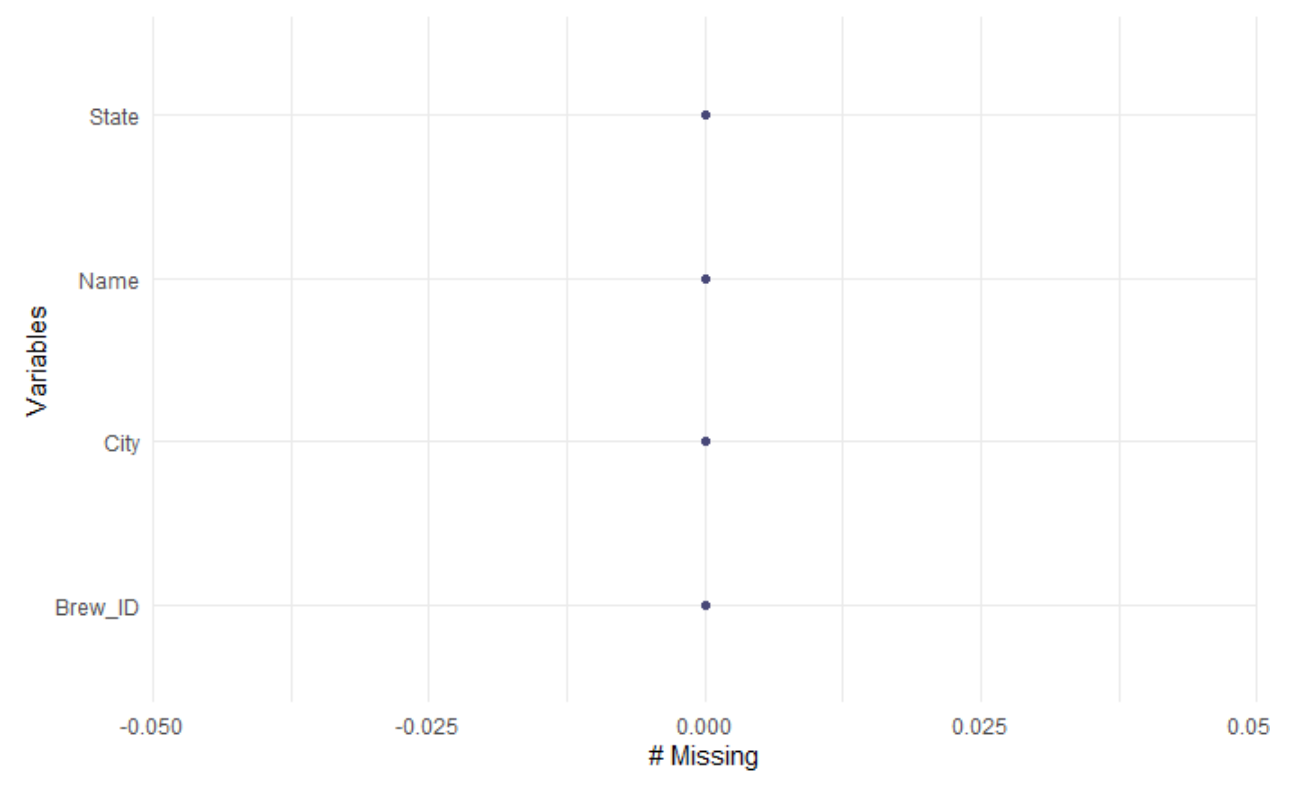 State
Name
Variables
City
Brew_ID
-0.050 -0.025 0.000 0.025 0.05
# Missing